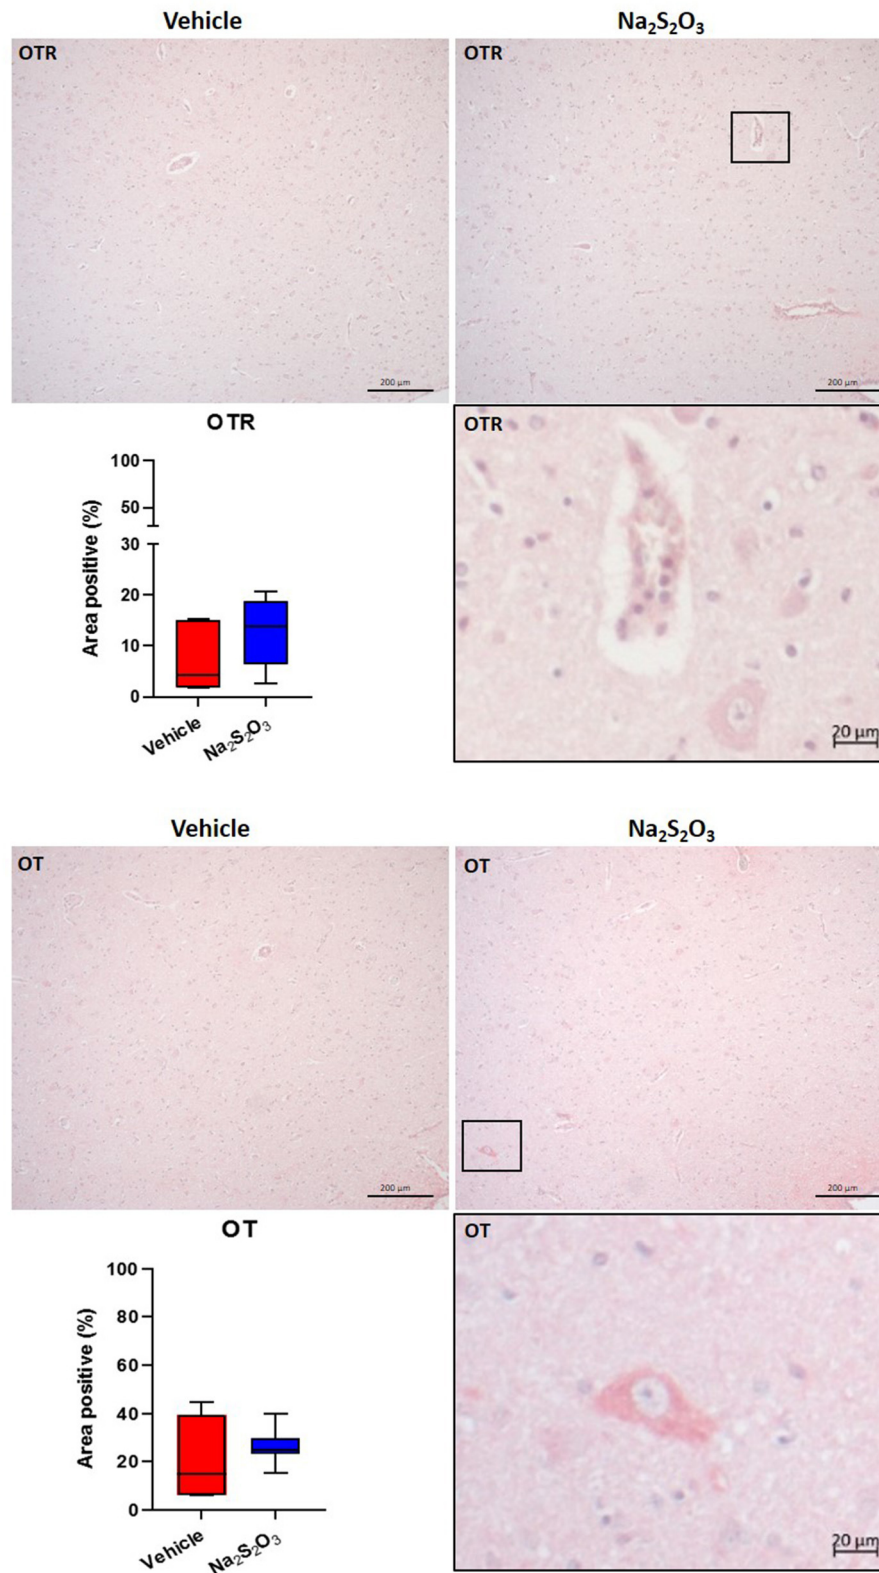 Vehicle
Na₂S₂O₃
OTR
OTR
200 µm
200 µm
OTR
Area positive (%)
100
50
30
20
10
0
Vehicle
Na₂S₂O₃
OTR
20 µm
Vehicle
Na₂S₂O₃
OT
OT
200 µm
200 µm
OT
Area positive (%)
100
80
60
40
20
0
Vehicle
Na₂S₂O₃
OT
20 µm